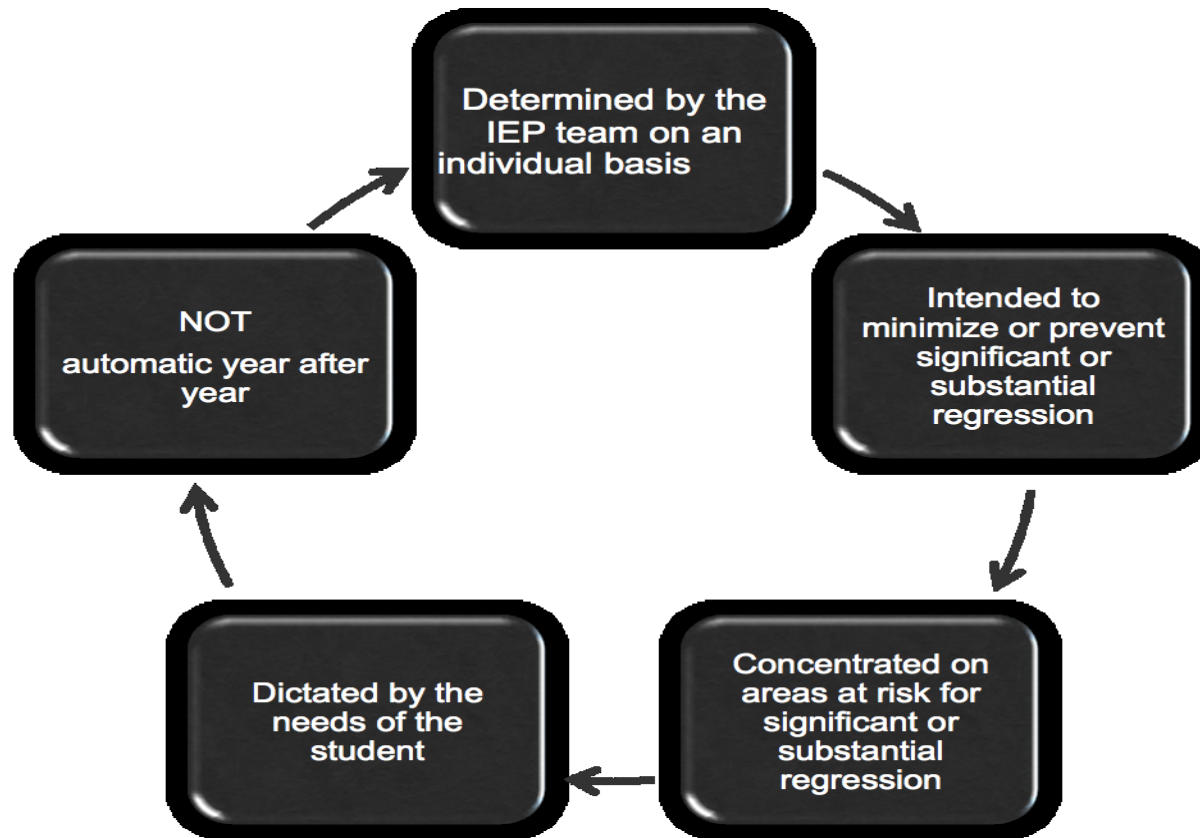 Determined by the
IEP team on an
individual basis
Intended to
minimize or prevent
significant or
substantial
regression
Concentrated on
areas at risk for
significant or
substantial
regression
Dictated by the
needs of the
student
NOT
automatic year after
year